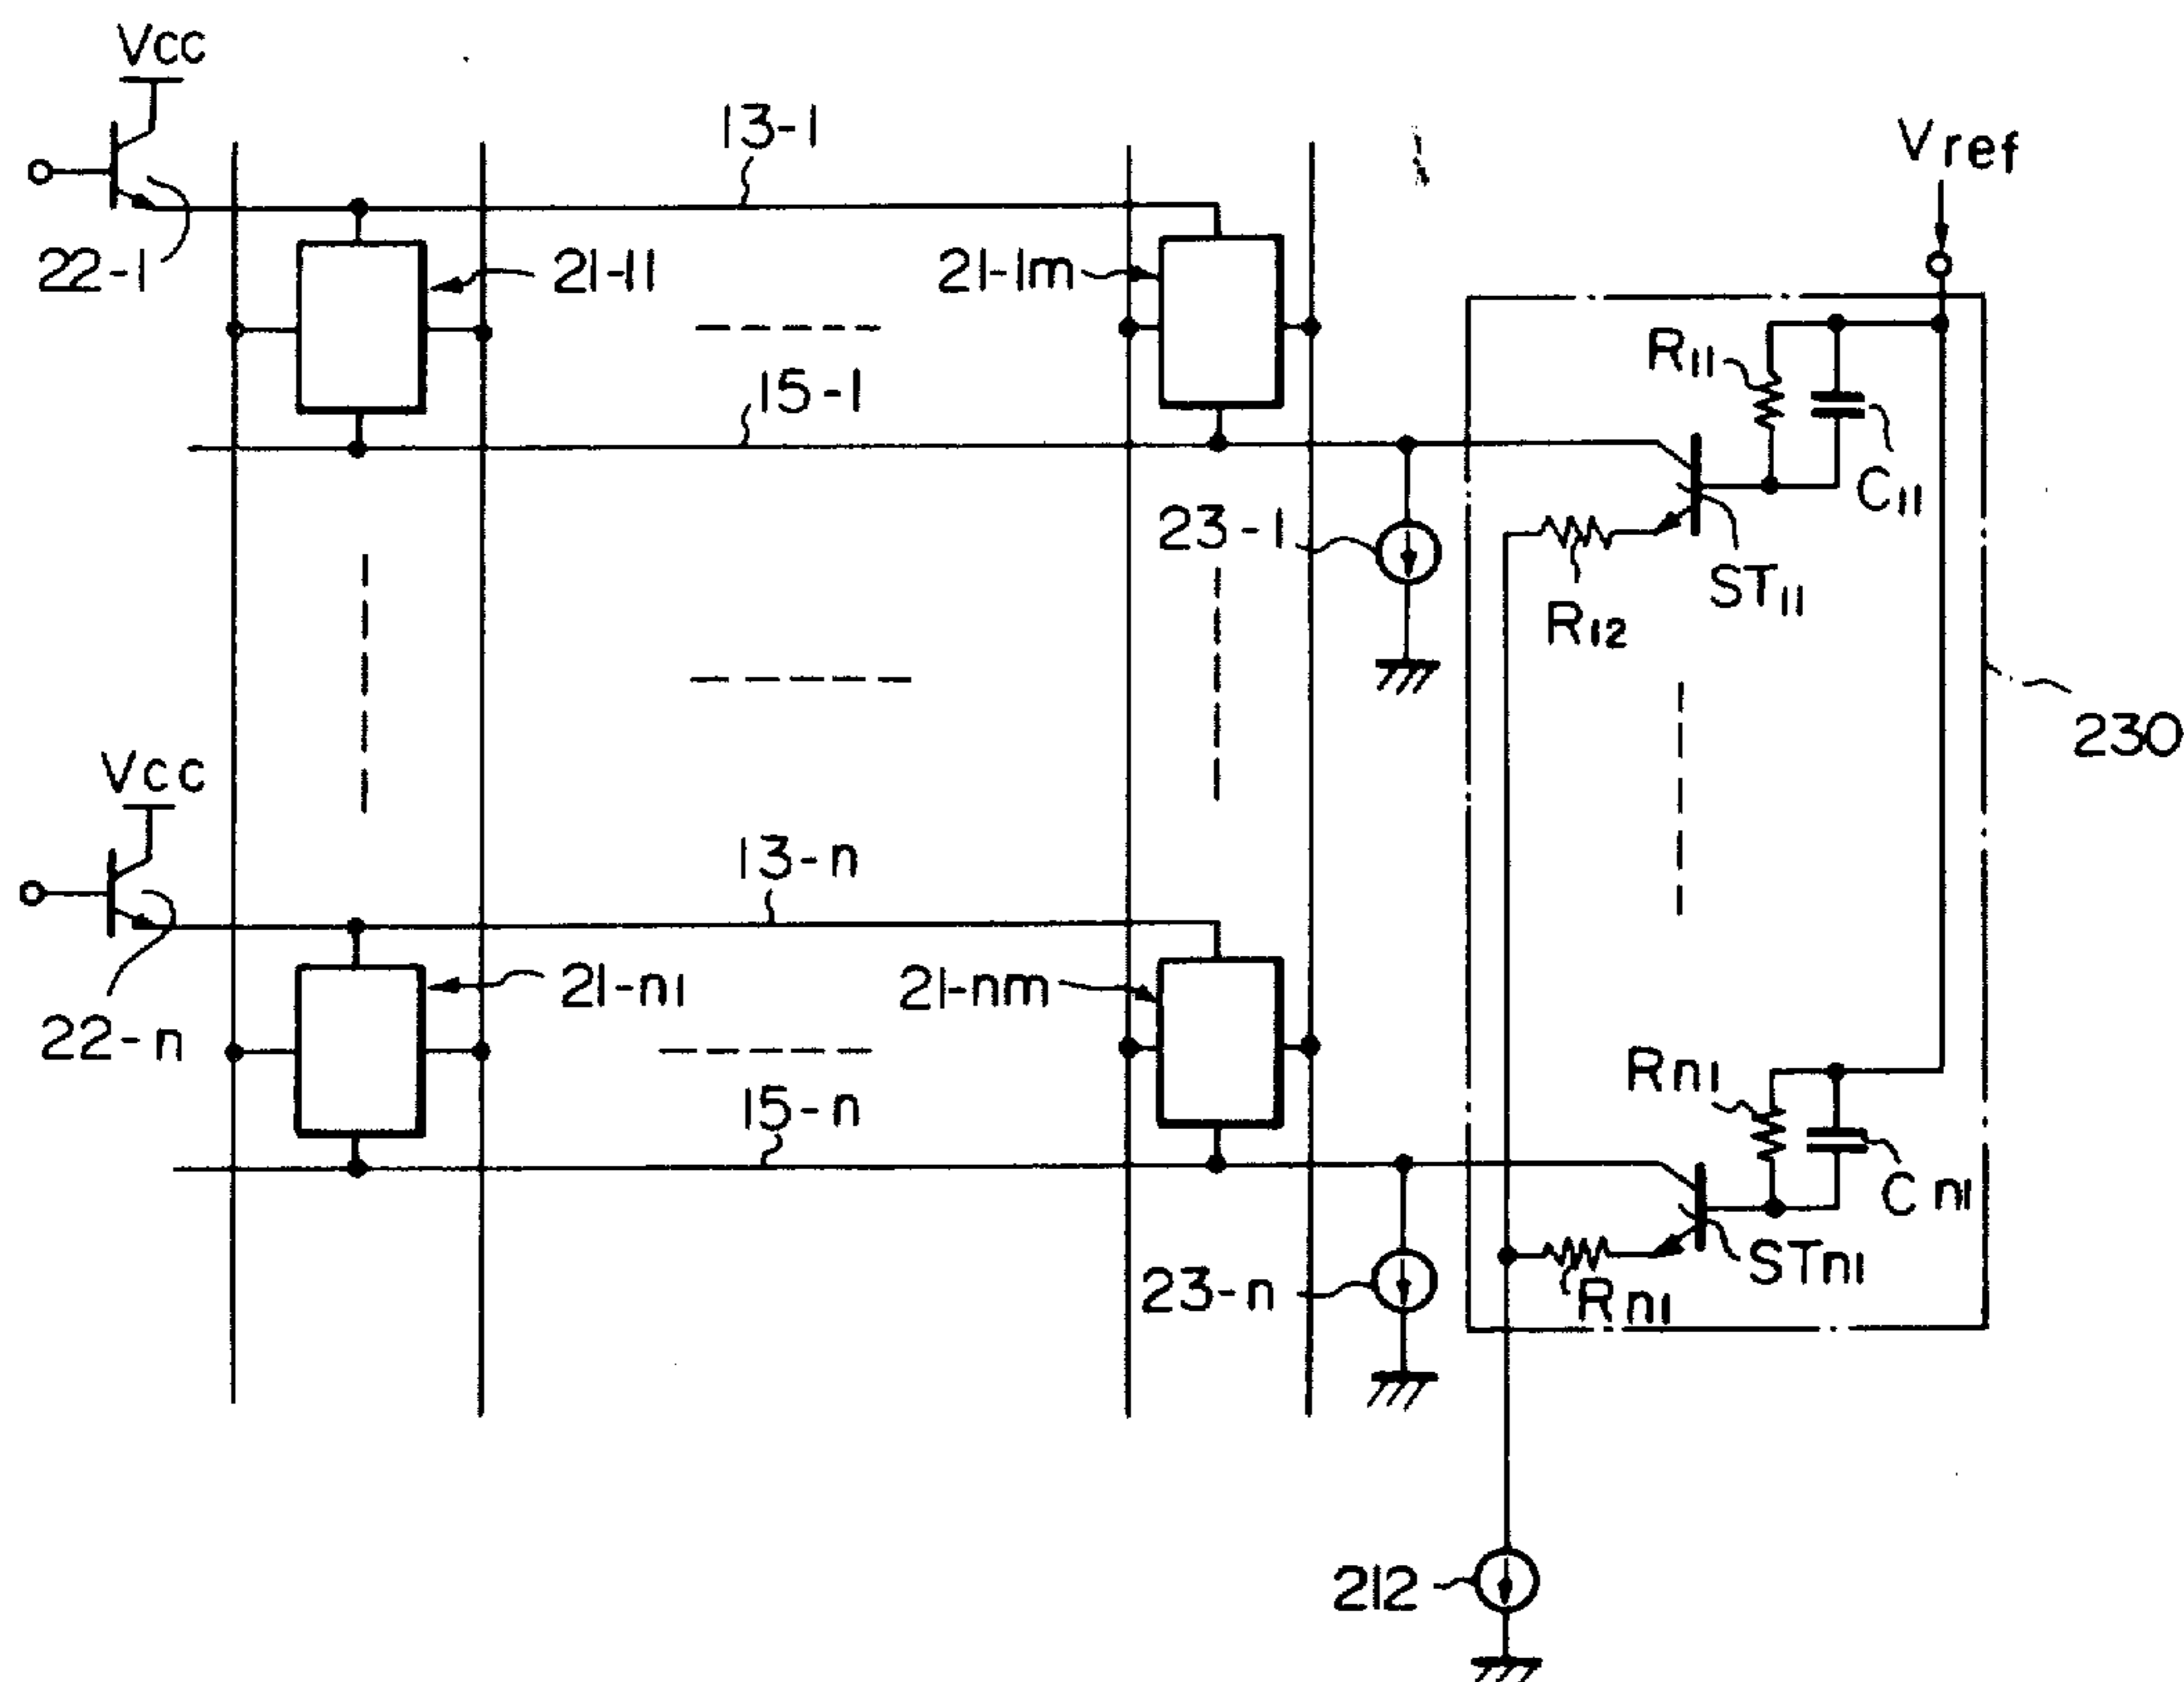 Vcc
13-1
Vref
22-1
21-11
21-1m
R11
15-1
C11
23-1
ST11
R12
230
Vcc
13-n
21-n1
21-nm
22-n
Rn1
15-n
Cn1
STn1
23-n
Rn1
212